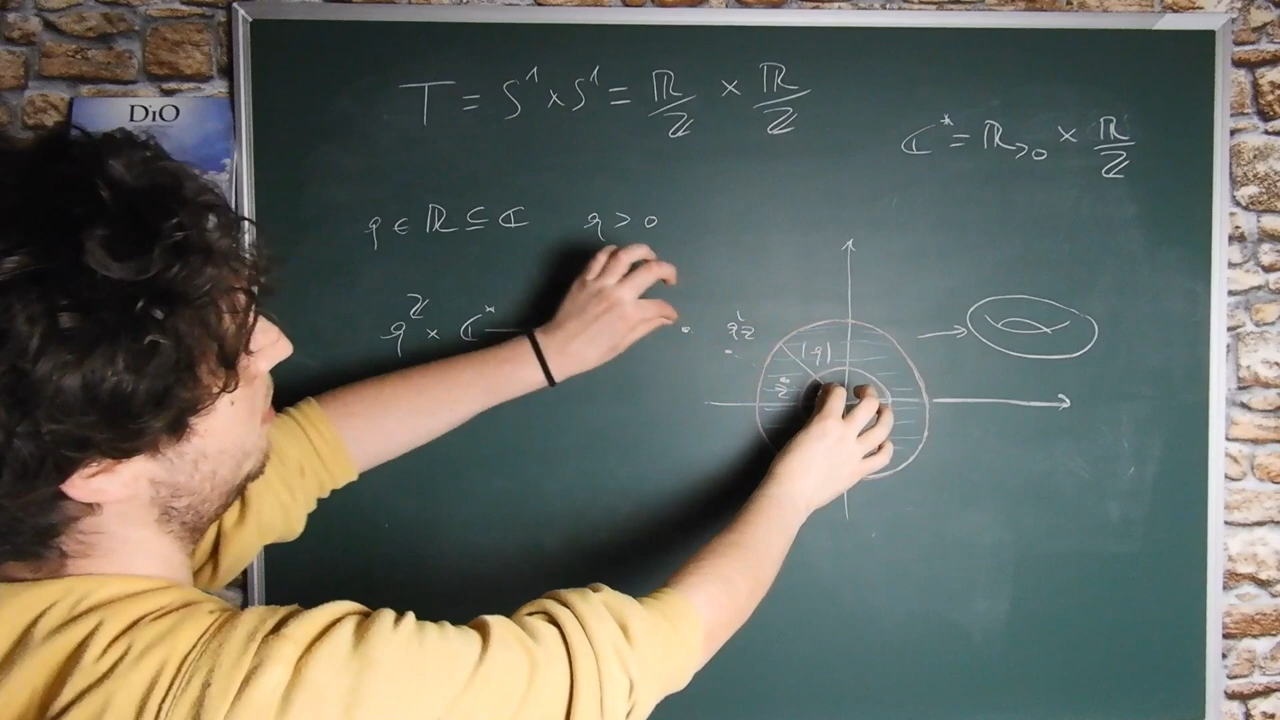 DiO
T = S¹ × S¹ = ℝ/ℤ × ℝ/ℤ
ℂ* = ℝ>0 × ℝ/ℤ
q ∈ ℝ ⊆ ℂ q > 0
q^ℤ × ℂ*
|q|
z